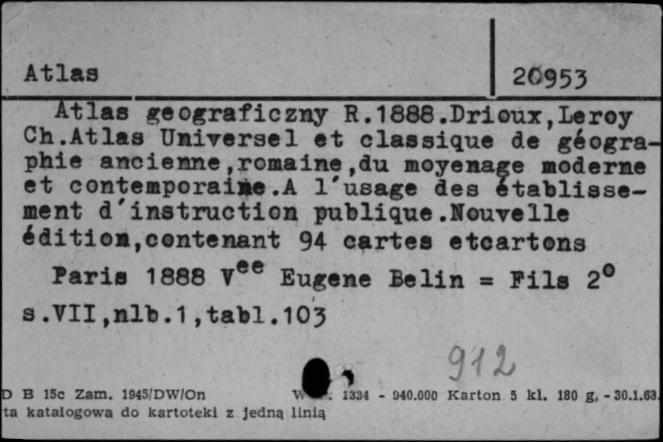 Atlas
20953
Atlas geograficzny R.1888.Drioux,Leroy
Ch.Atlas Universel et classique de géogra-
phie ancienne,romaine,du moyenage moderne
et contemporaine.A l'usage des établisse-
ment d'instruction publique.Nouvelle
édition,contenant 94 cartes etcartons
Paris 1888 Vee Eugene Belin = Fils 2°
s.VII,nlb.1,tabl.103
912
D B 15c Zam. 1945/DW/On 1334 - 940.000 Karton 5 kl. 180 g. - 30.1.63.
ta katalogowa do kartoteki z jedną linią